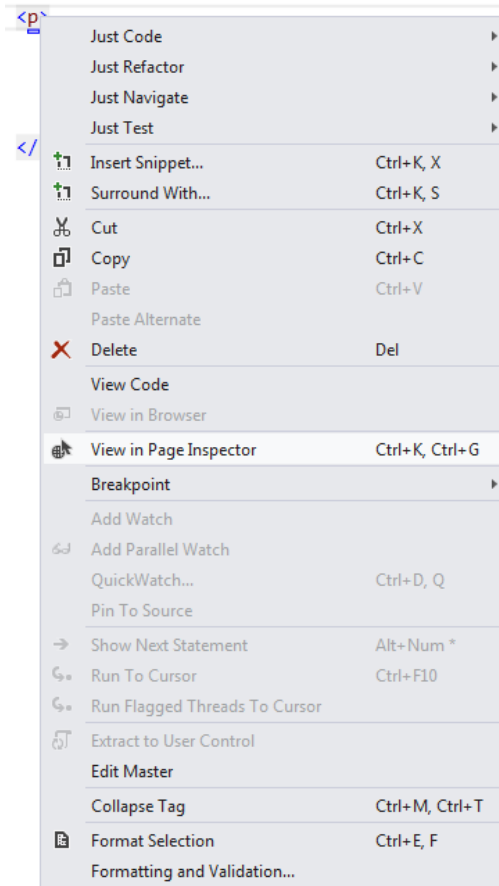 <p>
</
Just Code
Just Refactor
Just Navigate
Just Test
Insert Snippet... Ctrl+K, X
Surround With... Ctrl+K, S
Cut Ctrl+X
Copy Ctrl+C
Paste Ctrl+V
Paste Alternate
Delete Del
View Code
View in Browser
View in Page Inspector Ctrl+K, Ctrl+G
Breakpoint
Add Watch
Add Parallel Watch
QuickWatch... Ctrl+D, Q
Pin To Source
Show Next Statement Alt+Num *
Run To Cursor Ctrl+F10
Run Flagged Threads To Cursor
Extract to User Control
Edit Master
Collapse Tag Ctrl+M, Ctrl+T
Format Selection Ctrl+E, F
Formatting and Validation...